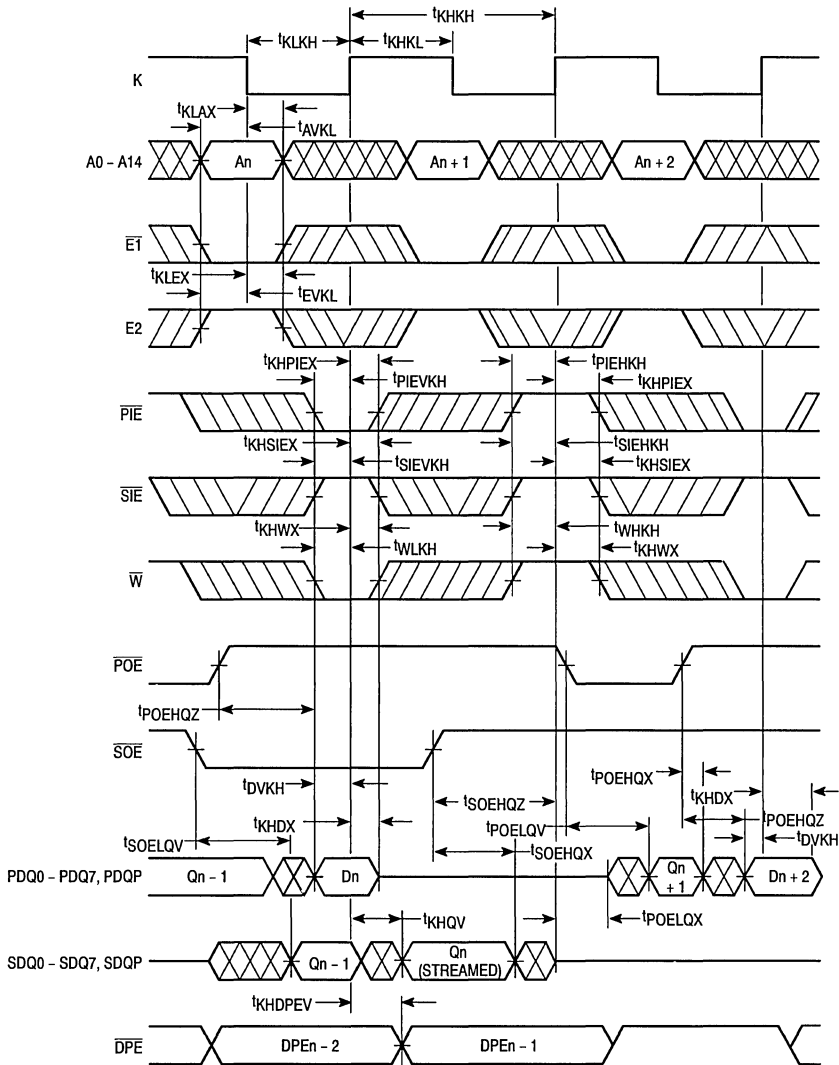 tKHKH
tKLKH
tKHKL
K
tKLAX
tAVKL
A0 – A14
An
An + 1
An + 2
E1
tKLEX
tEVKL
E2
tKHPIEX
tPIEHKH
tPIEVKH
tKHPIEX
PIE
tKHSIEX
tSIEHKH
tSIEVKH
tKHSIEX
SIE
tKHWX
tWHKH
tWLKH
tKHWX
W
POE
tPOEHQZ
SOE
tPOEHQX
tDVKH
tSOEHQZ
tKHDX
tKHDX
tPOELQV
tPOEHQZ
tSOELQV
tSOEHQX
tDVKH
PDQ0 – PDQ7, PDQP
Qn – 1
Dn
Qn + 1
Dn + 2
tKHQV
tPOELQX
SDQ0 – SDQ7, SDQP
Qn – 1
Qn
(STREAMED)
tKHDPEV
DPE
DPEn – 2
DPEn – 1